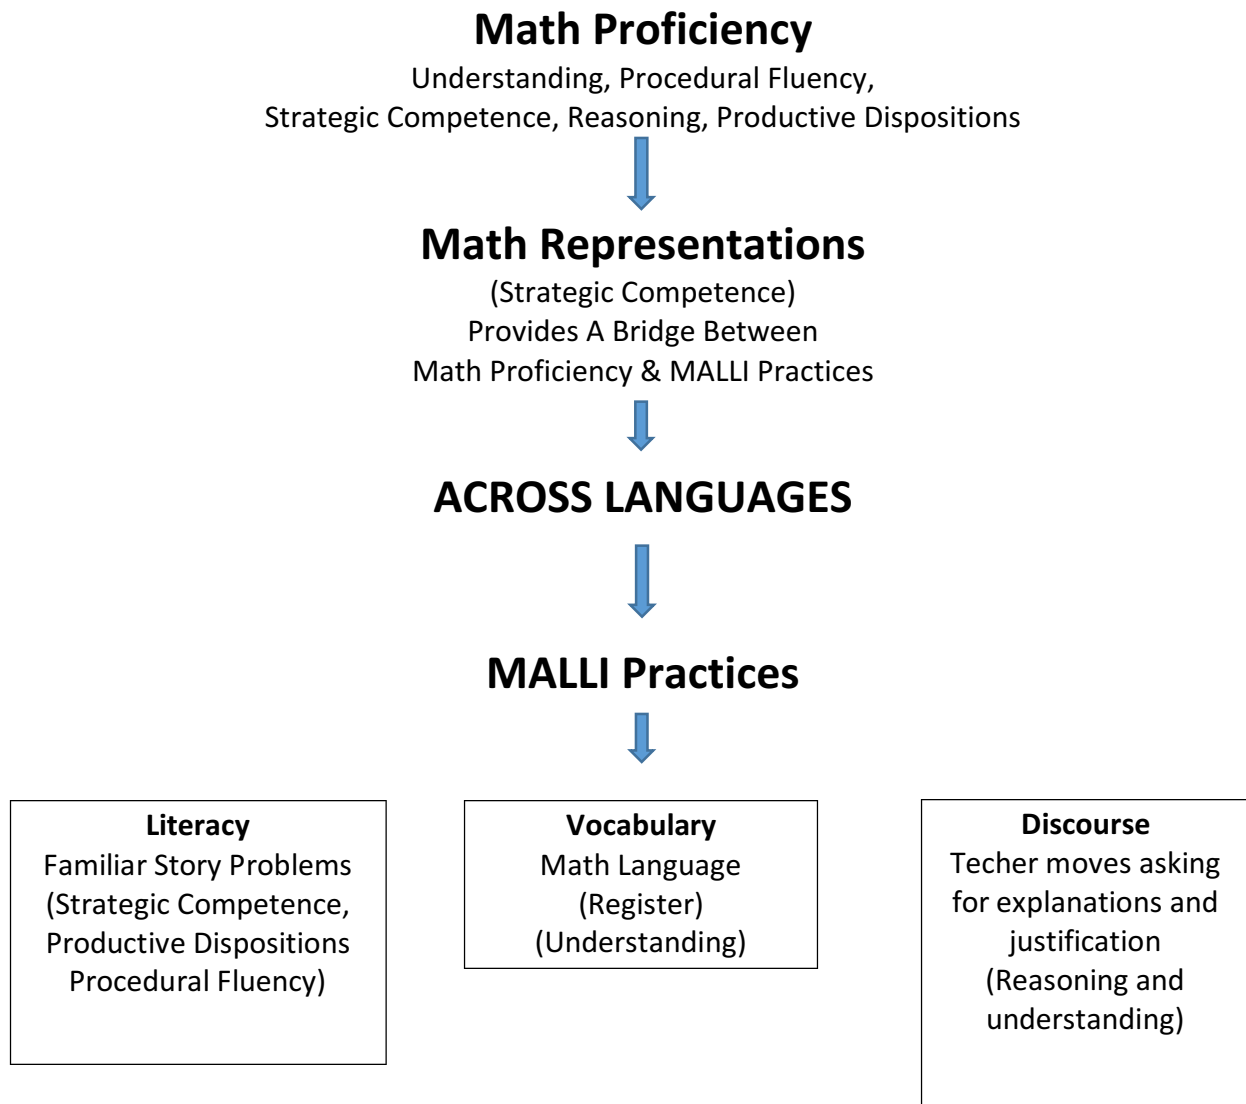 Math Proficiency
Understanding, Procedural Fluency,
Strategic Competence, Reasoning, Productive Dispositions
Math Representations
(Strategic Competence)
Provides A Bridge Between
Math Proficiency & MALLI Practices
ACROSS LANGUAGES
MALLI Practices
Literacy
Familiar Story Problems
(Strategic Competence,
Productive Dispositions
Procedural Fluency)
Vocabulary
Math Language
(Register)
(Understanding)
Discourse
Techer moves asking
for explanations and
justification
(Reasoning and
understanding)